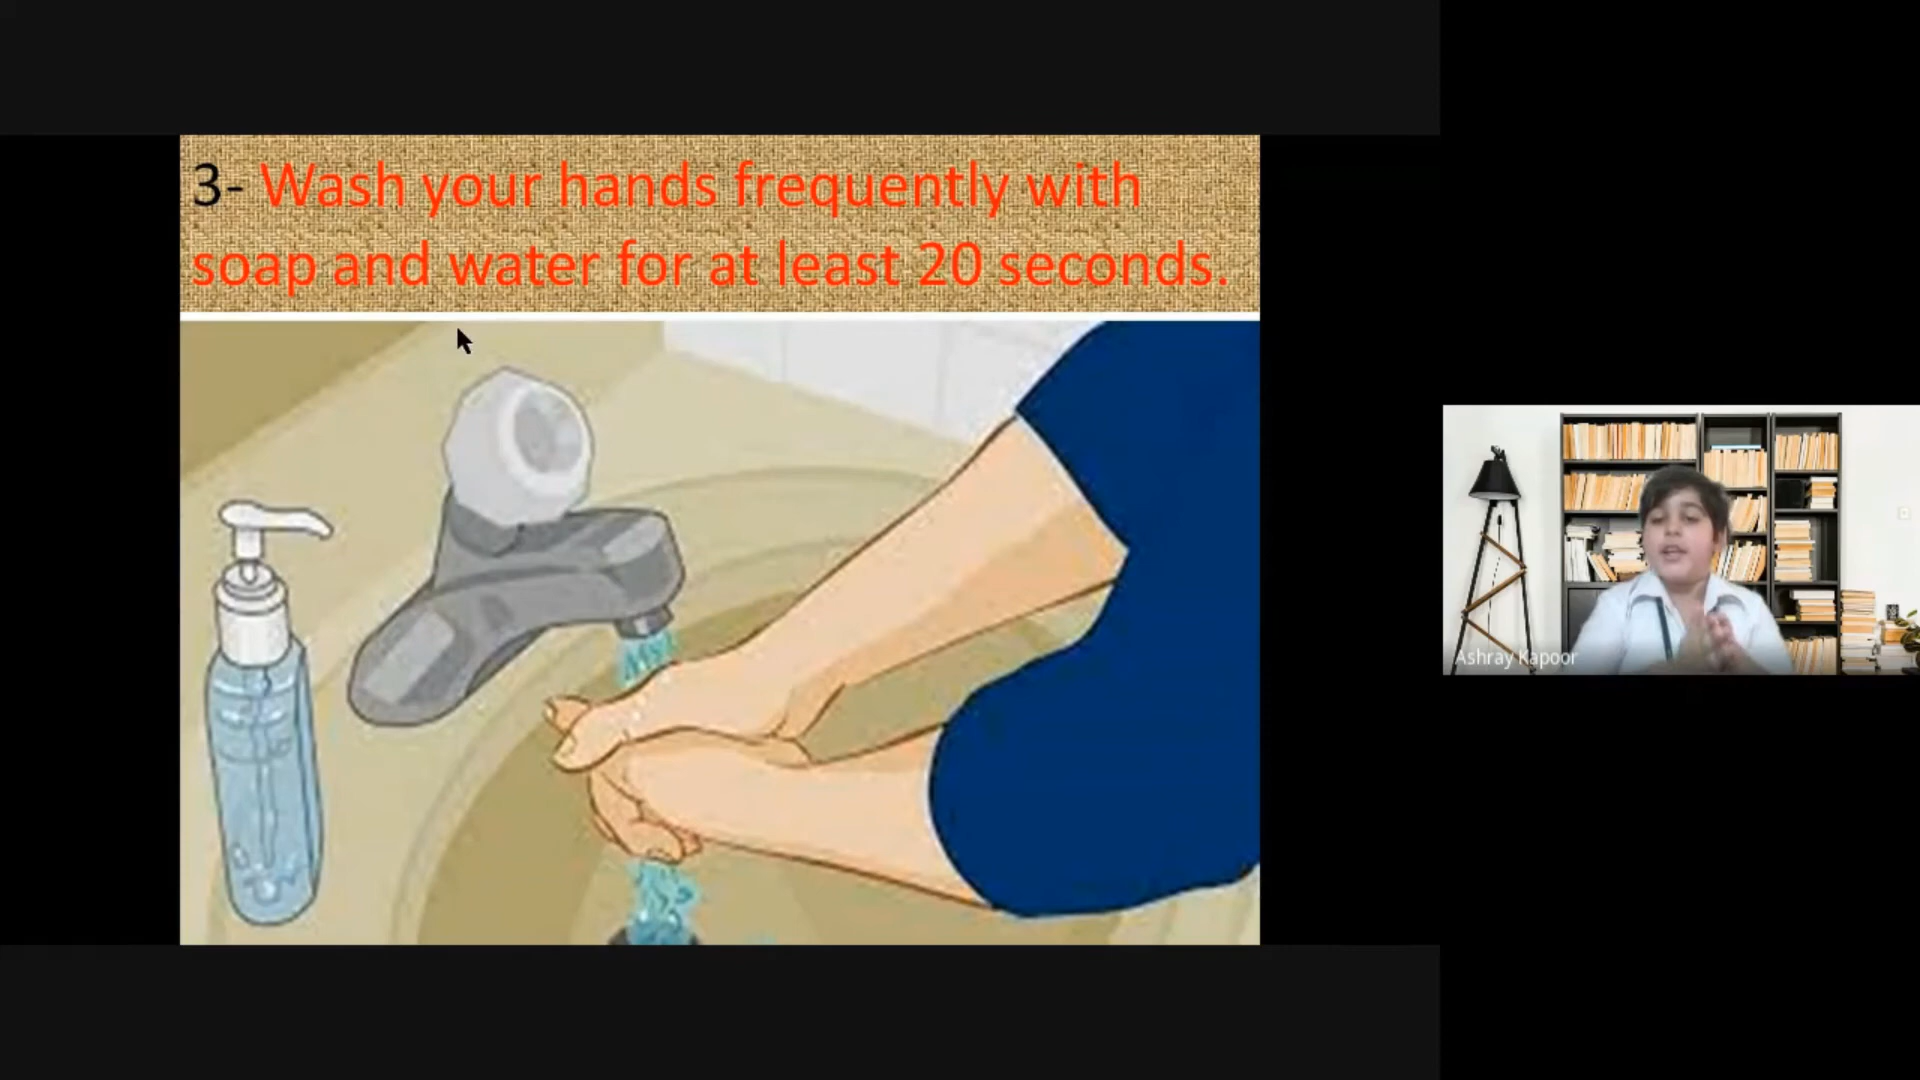 3- Wash your hands frequently with
soap and water for at least 20 seconds.
Ashray Kapoor